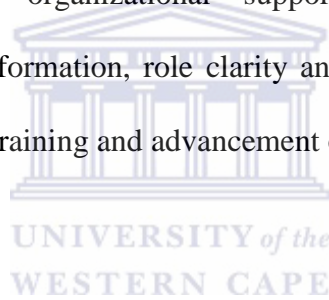 organizational support
formation, role clarity an
raining and advancement
UNIVERSITY of the
WESTERN CAPE